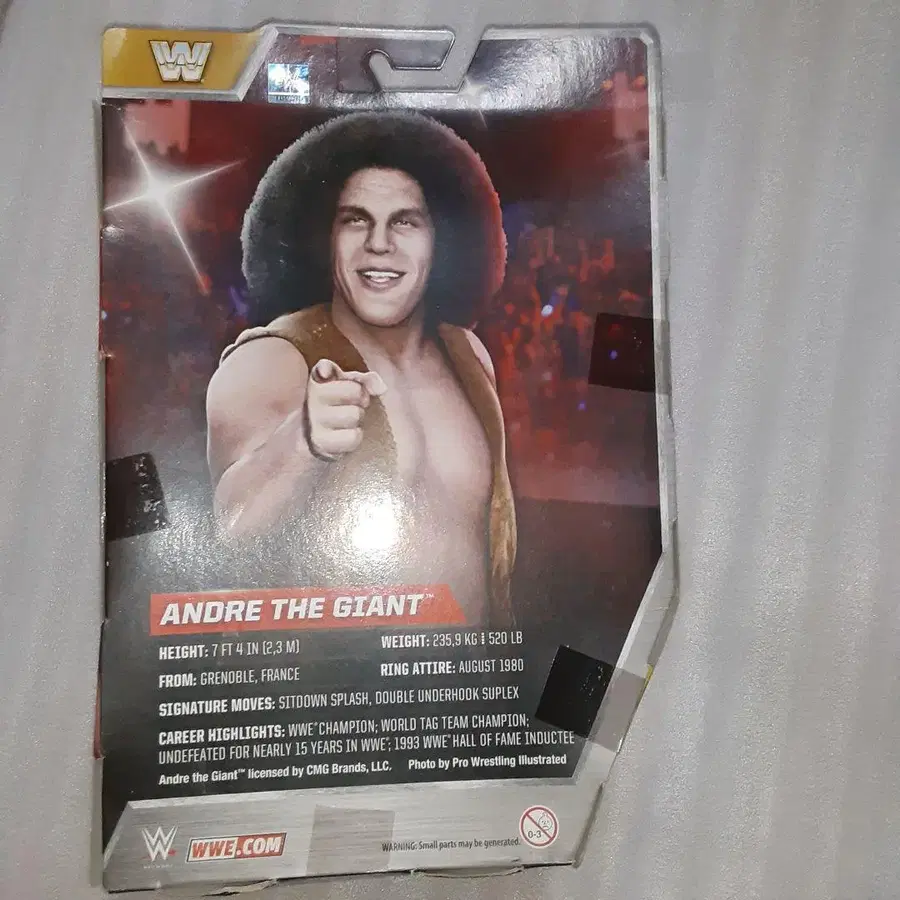 W
ANDRE THE GIANT™
HEIGHT: 7 FT 4 IN (2,3 M)
WEIGHT: 235,9 KG | 520 LB
FROM: GRENOBLE, FRANCE
RING ATTIRE: AUGUST 1980
SIGNATURE MOVES: SITDOWN SPLASH, DOUBLE UNDERHOOK SUPLEX
CAREER HIGHLIGHTS: WWE® CHAMPION; WORLD TAG TEAM CHAMPION;
UNDEFEATED FOR NEARLY 15 YEARS IN WWE®; 1993 WWE® HALL OF FAME INDUCTEE
Andre the Giant™ licensed by CMG Brands, LLC. Photo by Pro Wrestling Illustrated
W
WWE.COM
WARNING: Small parts may be generated.
0-3